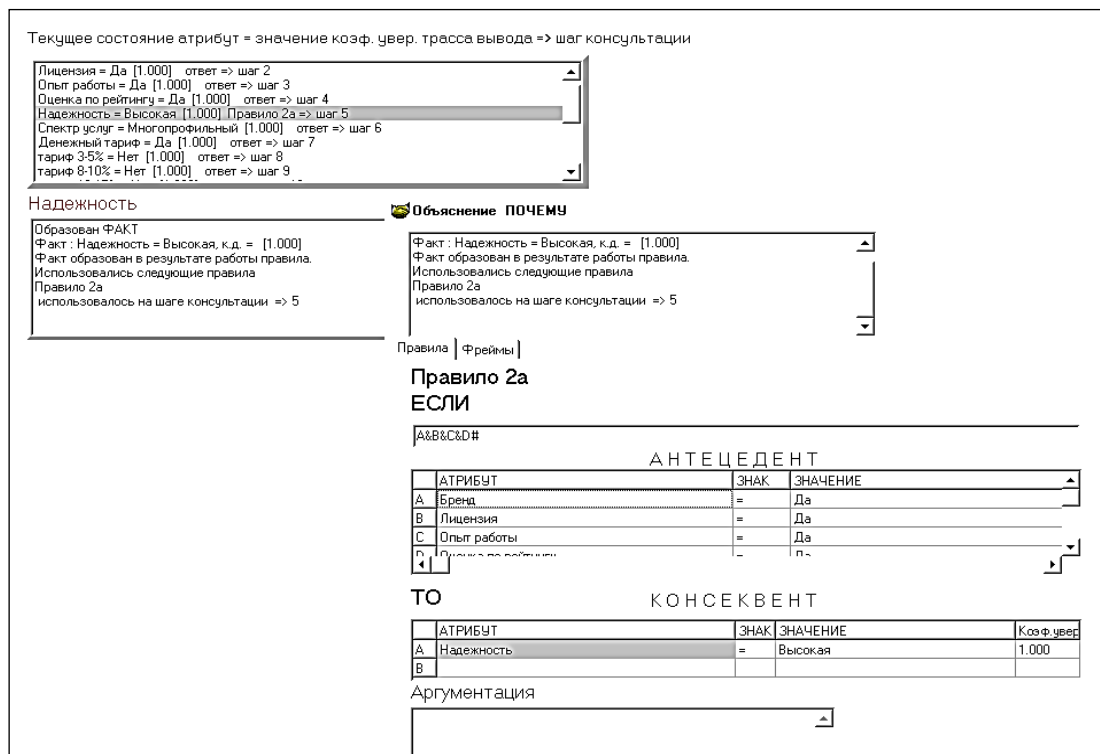 Текущее состояние атрибут = значение коэф. увер. трасса вывода => шаг консультации
Лицензия = Да [1.000] ответ => шаг 2
Опыт работы = Да [1.000] ответ => шаг 3
Оценка по рейтингу = Да [1.000] ответ => шаг 4
Надежность = Высокая [1.000] Правило 2а => шаг 5
Спектр услуг = Многопрофильный [1.000] ответ => шаг 6
Денежный тариф = Да [1.000] ответ => шаг 7
тариф 3-5% = Нет [1.000] ответ => шаг 8
тариф 8-10% = Нет [1.000] ответ => шаг 9
Надежность
Образован ФАКТ
Факт : Надежность = Высокая, к.д. = [1.000]
Факт образован в результате работы правила.
Использовались следующие правила
Правило 2а
использовалось на шаге консультации => 5
Объяснение ПОЧЕМУ
Факт : Надежность = Высокая, к.д. = [1.000]
Факт образован в результате работы правила.
Использовались следующие правила
Правило 2а
использовалось на шаге консультации => 5
Правила Фреймы
Правило 2а
ЕСЛИ
A&B&C&D#
АНТЕЦЕДЕНТ
АТРИБУТ ЗНАК ЗНАЧЕНИЕ
A Бренд = Да
B Лицензия = Да
C Опыт работы = Да
D Оценка по рейтингу = Да
ТО КОНСЕКВЕНТ
АТРИБУТ ЗНАК ЗНАЧЕНИЕ Коэф.увер
A Надежность = Высокая 1.000
B
Аргументация